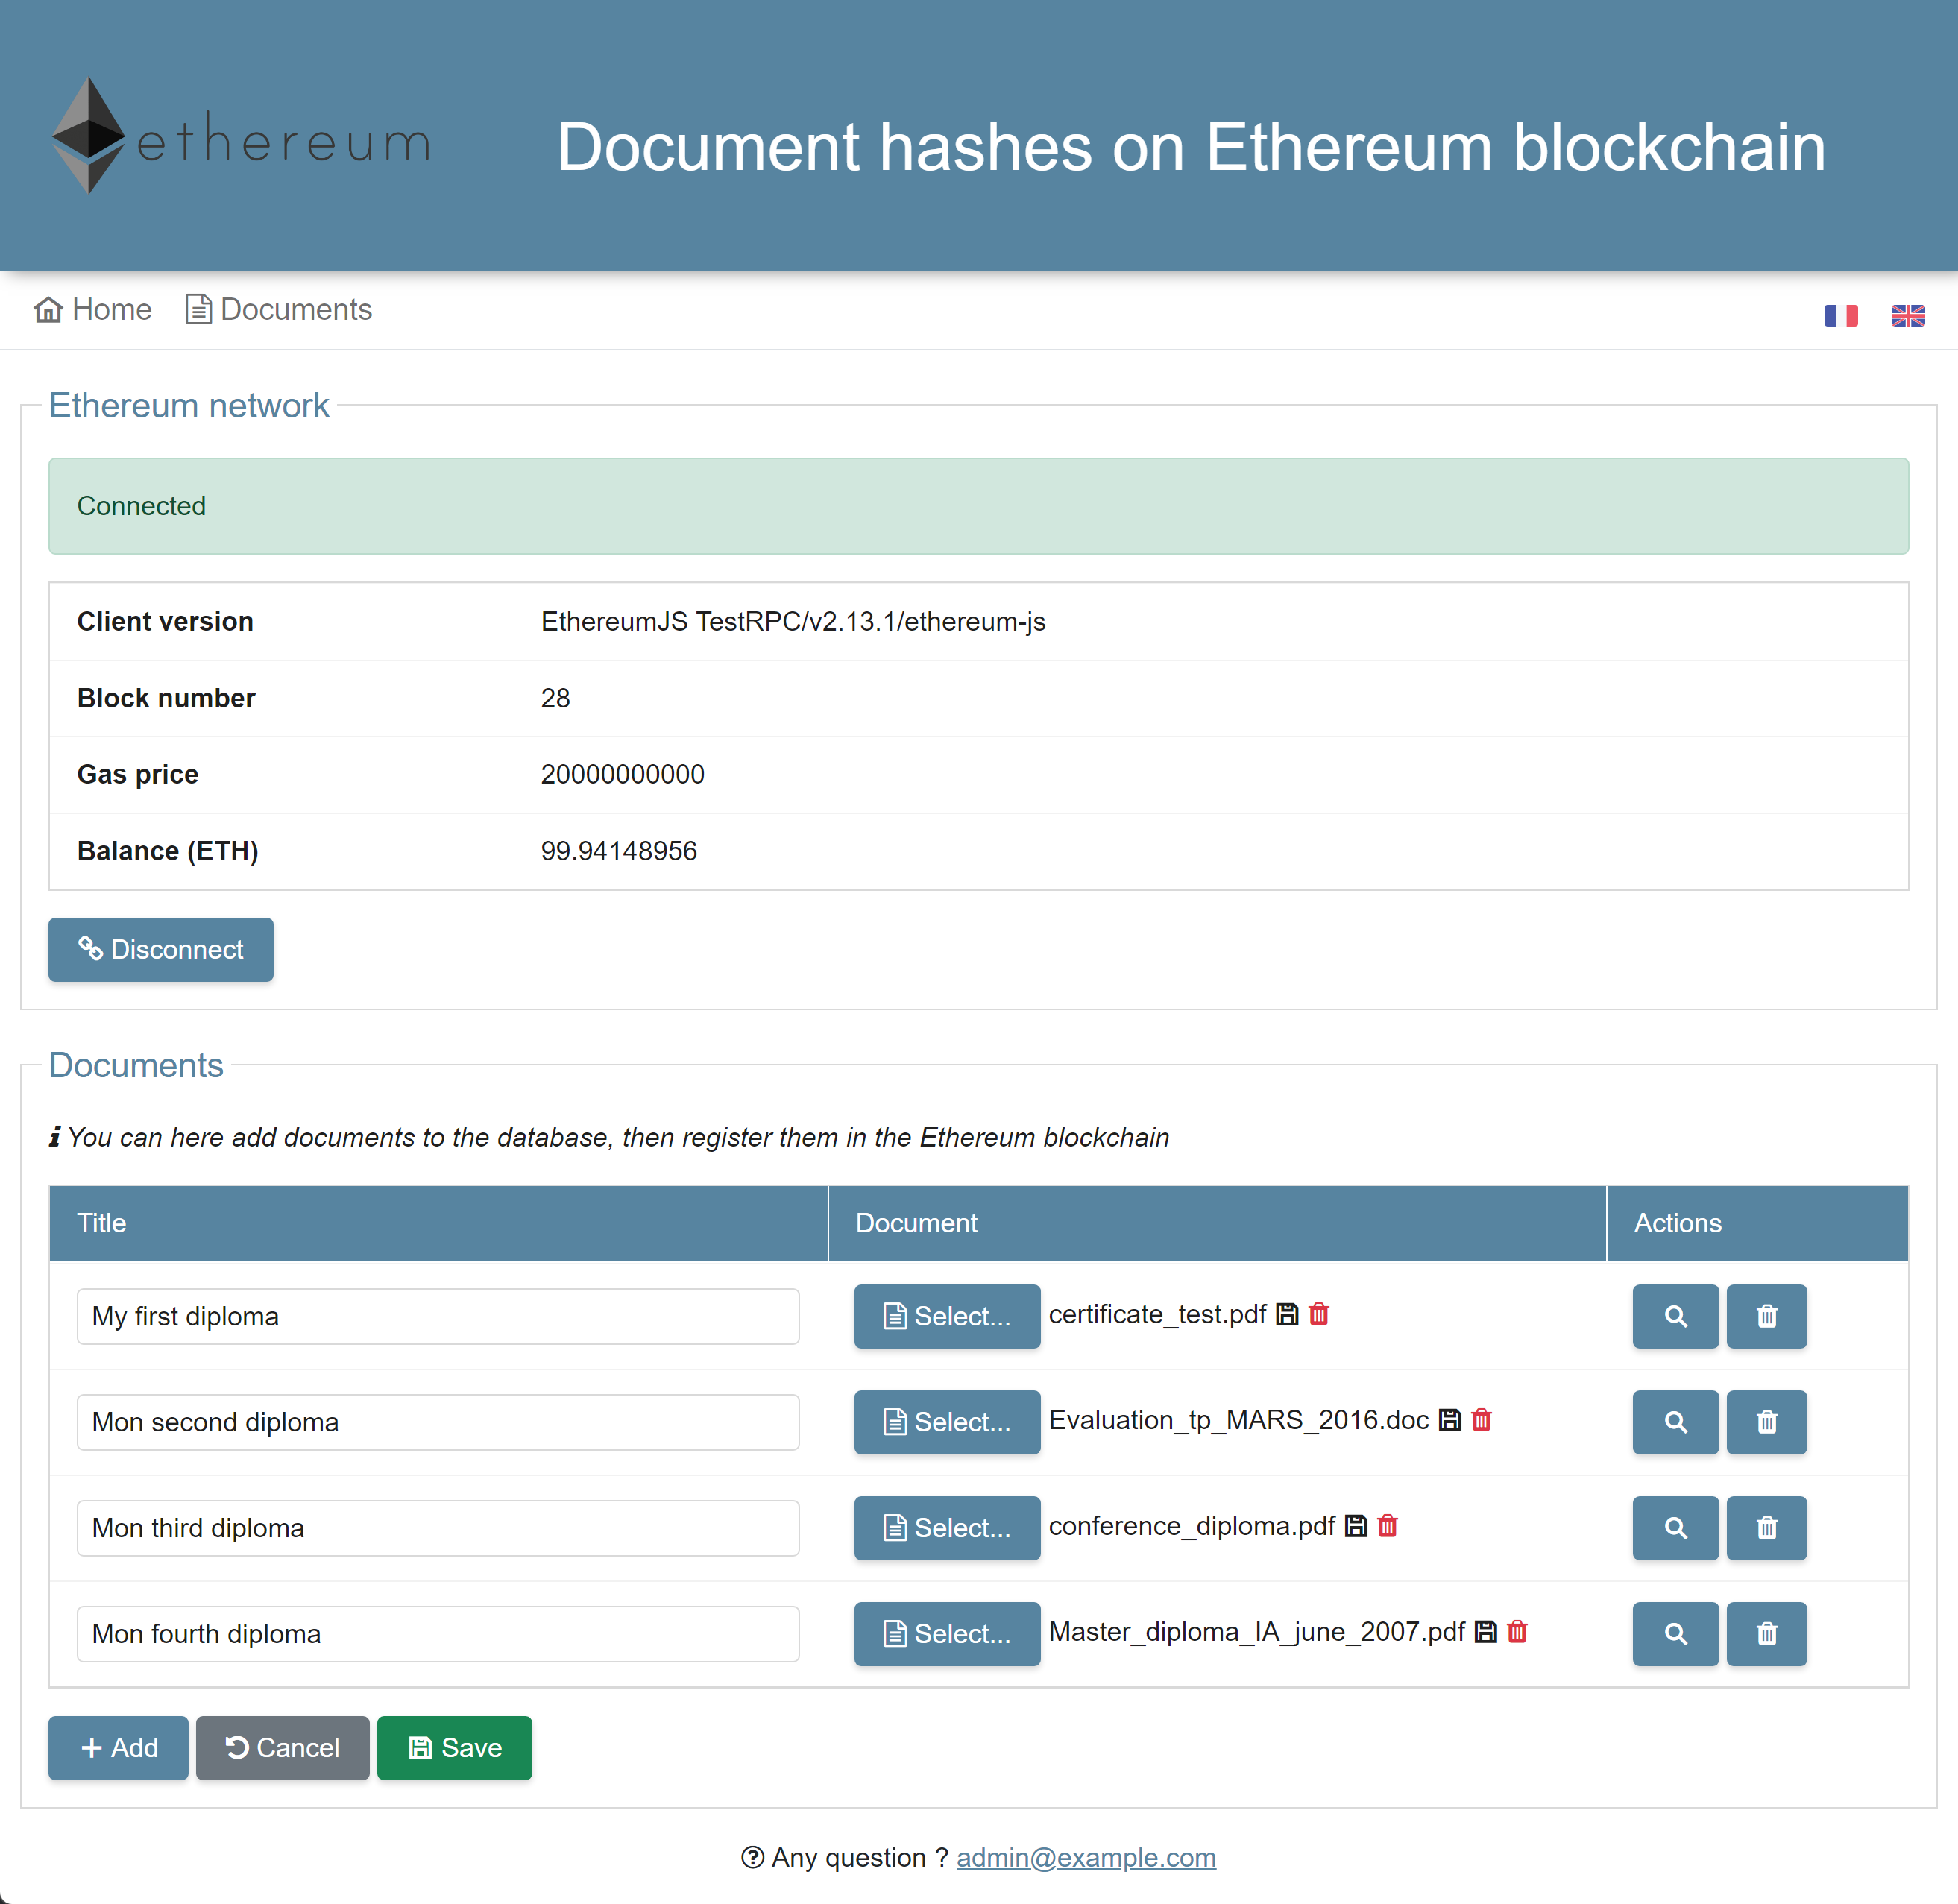 ethereum
Document hashes on Ethereum blockchain
Home Documents
Ethereum network
Connected
Client version EthereumJS TestRPC/v2.13.1/ethereum-js
Block number 28
Gas price 20000000000
Balance (ETH) 99.94148956
Disconnect
Documents
You can here add documents to the database, then register them in the Ethereum blockchain
Title Document Actions
My first diploma Select... certificate_test.pdf
Mon second diploma Select... Evaluation_tp_MARS_2016.doc
Mon third diploma Select... conference_diploma.pdf
Mon fourth diploma Select... Master_diploma_IA_june_2007.pdf
Add Cancel Save
Any question ? admin@example.com